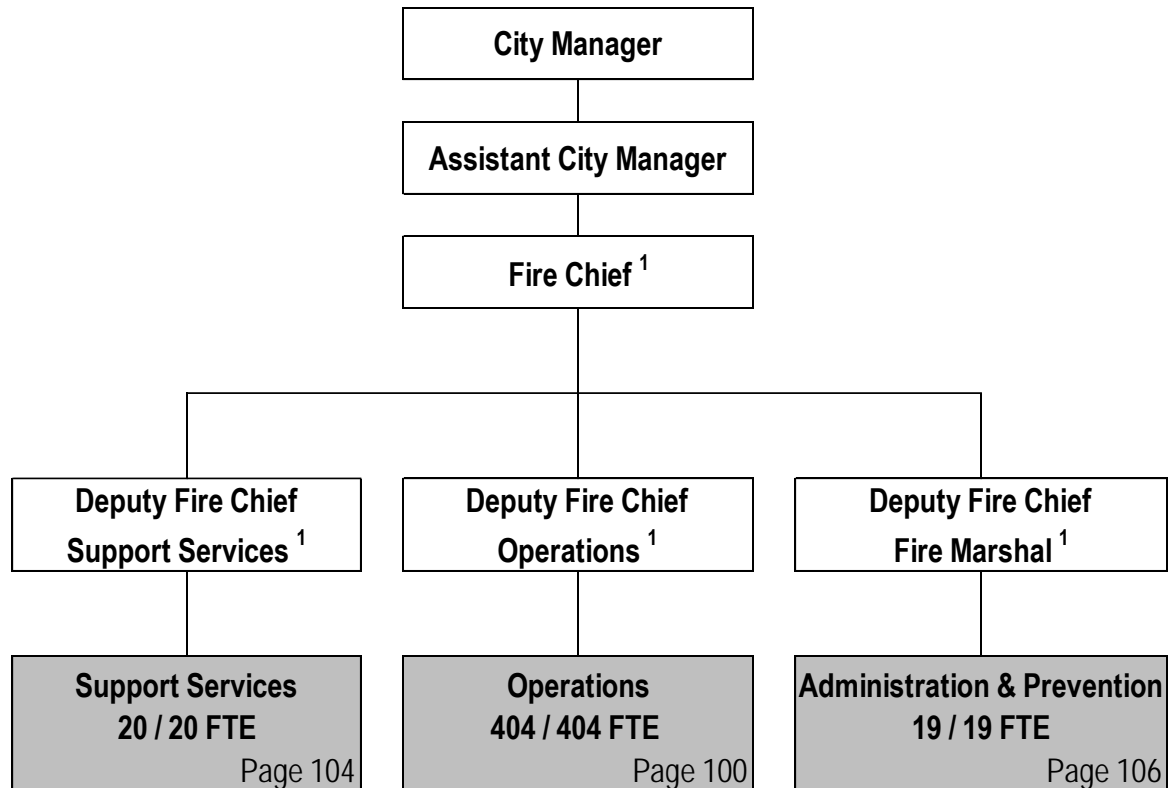 City Manager
Assistant City Manager
Fire Chief 1
Deputy Fire Chief
Support Services 1
Deputy Fire Chief
Operations 1
Deputy Fire Chief
Fire Marshal 1
Support Services
20 / 20 FTE
Page 104
Operations
404 / 404 FTE
Page 100
Administration & Prevention
19 / 19 FTE
Page 106